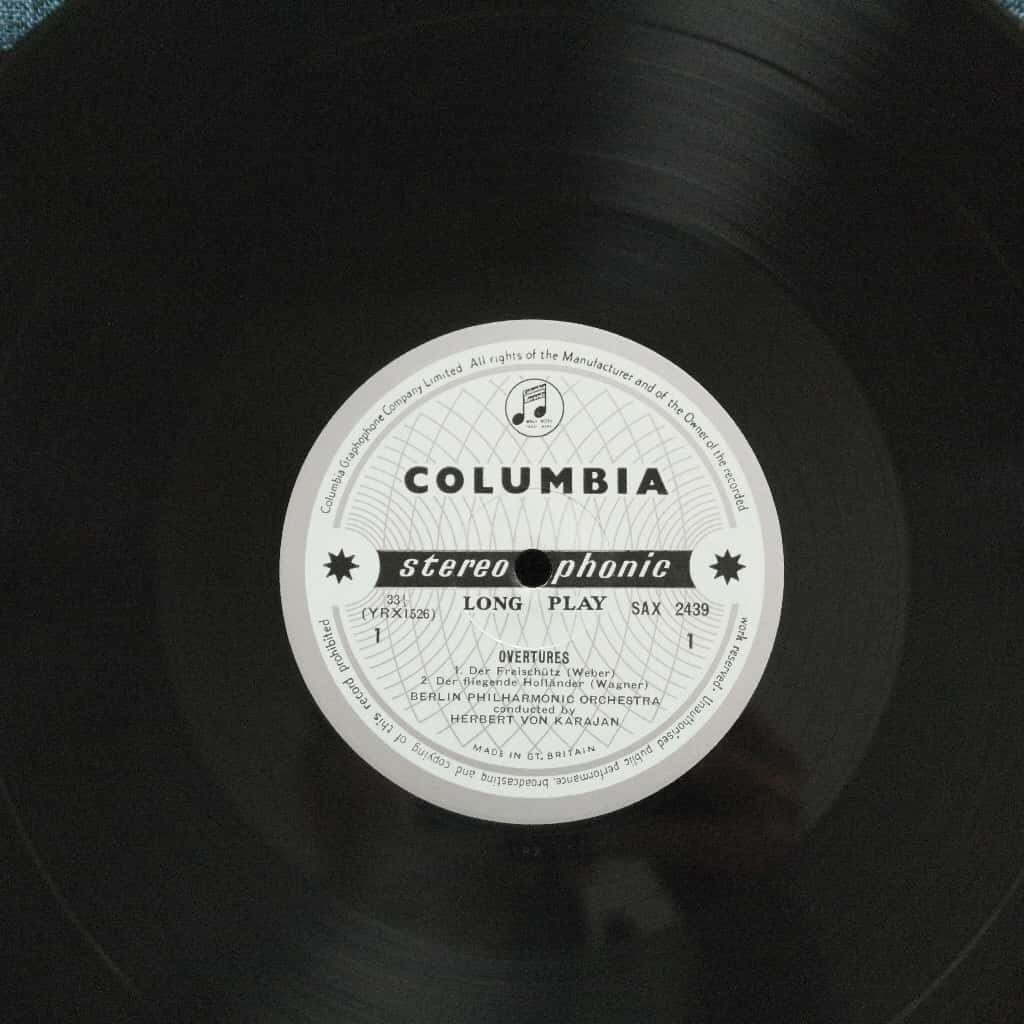 Columbia Graphophone Company Limited All rights of the Manufacturer and of the Owner of the recorded
work reserved. Unauthorised public performance, broadcasting and copying of this record prohibited
COLUMBIA
stereophonic
33⅓
LONG PLAY
SAX 2439
(YRX1526)
1
1
OVERTURES
1. Der Freischütz (Weber)
2. Der fliegende Holländer (Wagner)
BERLIN PHILHARMONIC ORCHESTRA
conducted by
HERBERT VON KARAJAN
MADE IN GT. BRITAIN